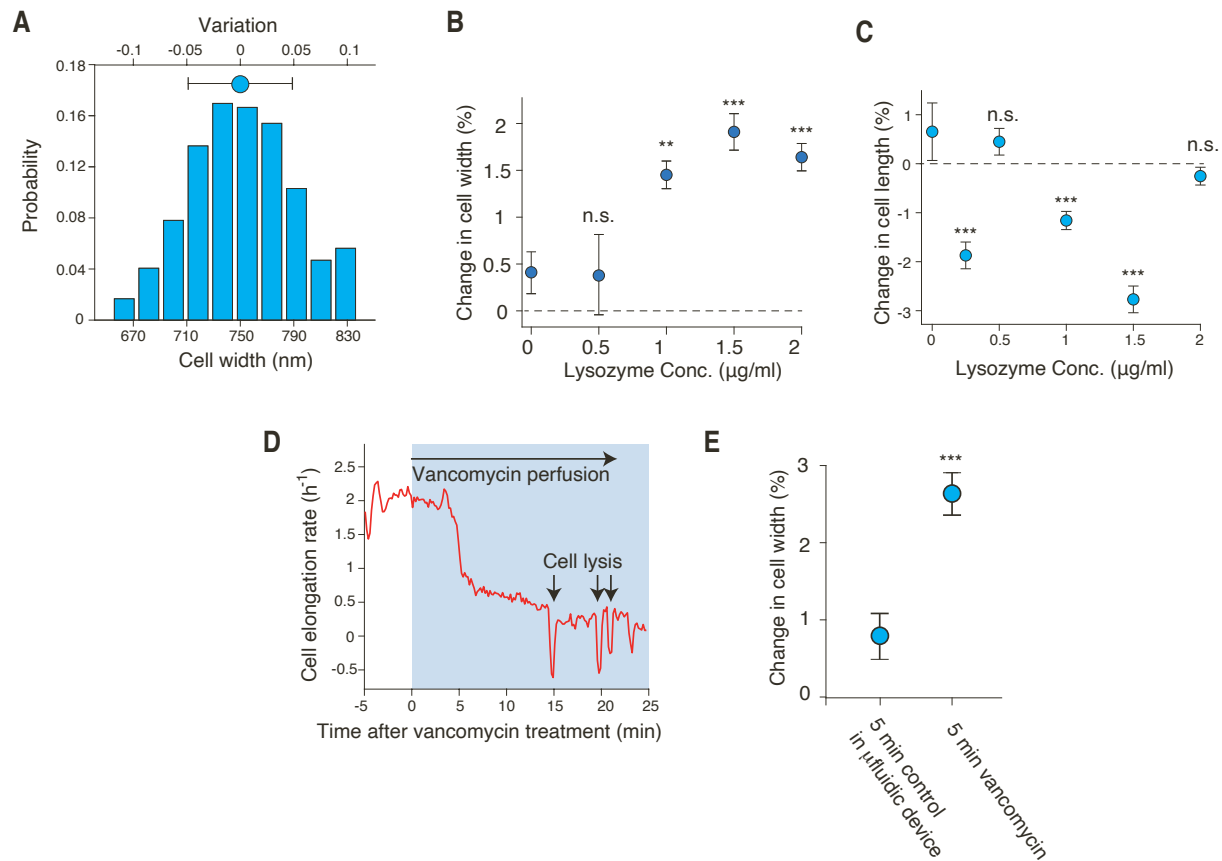 A
Variation
-0.1 -0.05 0 0.05 0.1
0.18
0.16
0.12
0.08
0.04
0
Probability
670 710 750 790 830
Cell width (nm)
B
Change in cell width (%)
2
1.5
1
0.5
0
n.s.
**
***
***
0 0.5 1 1.5 2
Lysozyme Conc. (µg/ml)
C
Change in cell length (%)
1
0
-1
-2
-3
***
n.s.
***
***
n.s.
0 0.5 1 1.5 2
Lysozyme Conc. (µg/ml)
D
Cell elongation rate (h-1)
2.5
2
1.5
1
0.5
0
-0.5
Vancomycin perfusion
Cell lysis
-5 0 5 10 15 20 25
Time after vancomycin treatment (min)
E
Change in cell width (%)
3
2
1
0
***
5 min control
in µfluidic device
5 min vancomycin